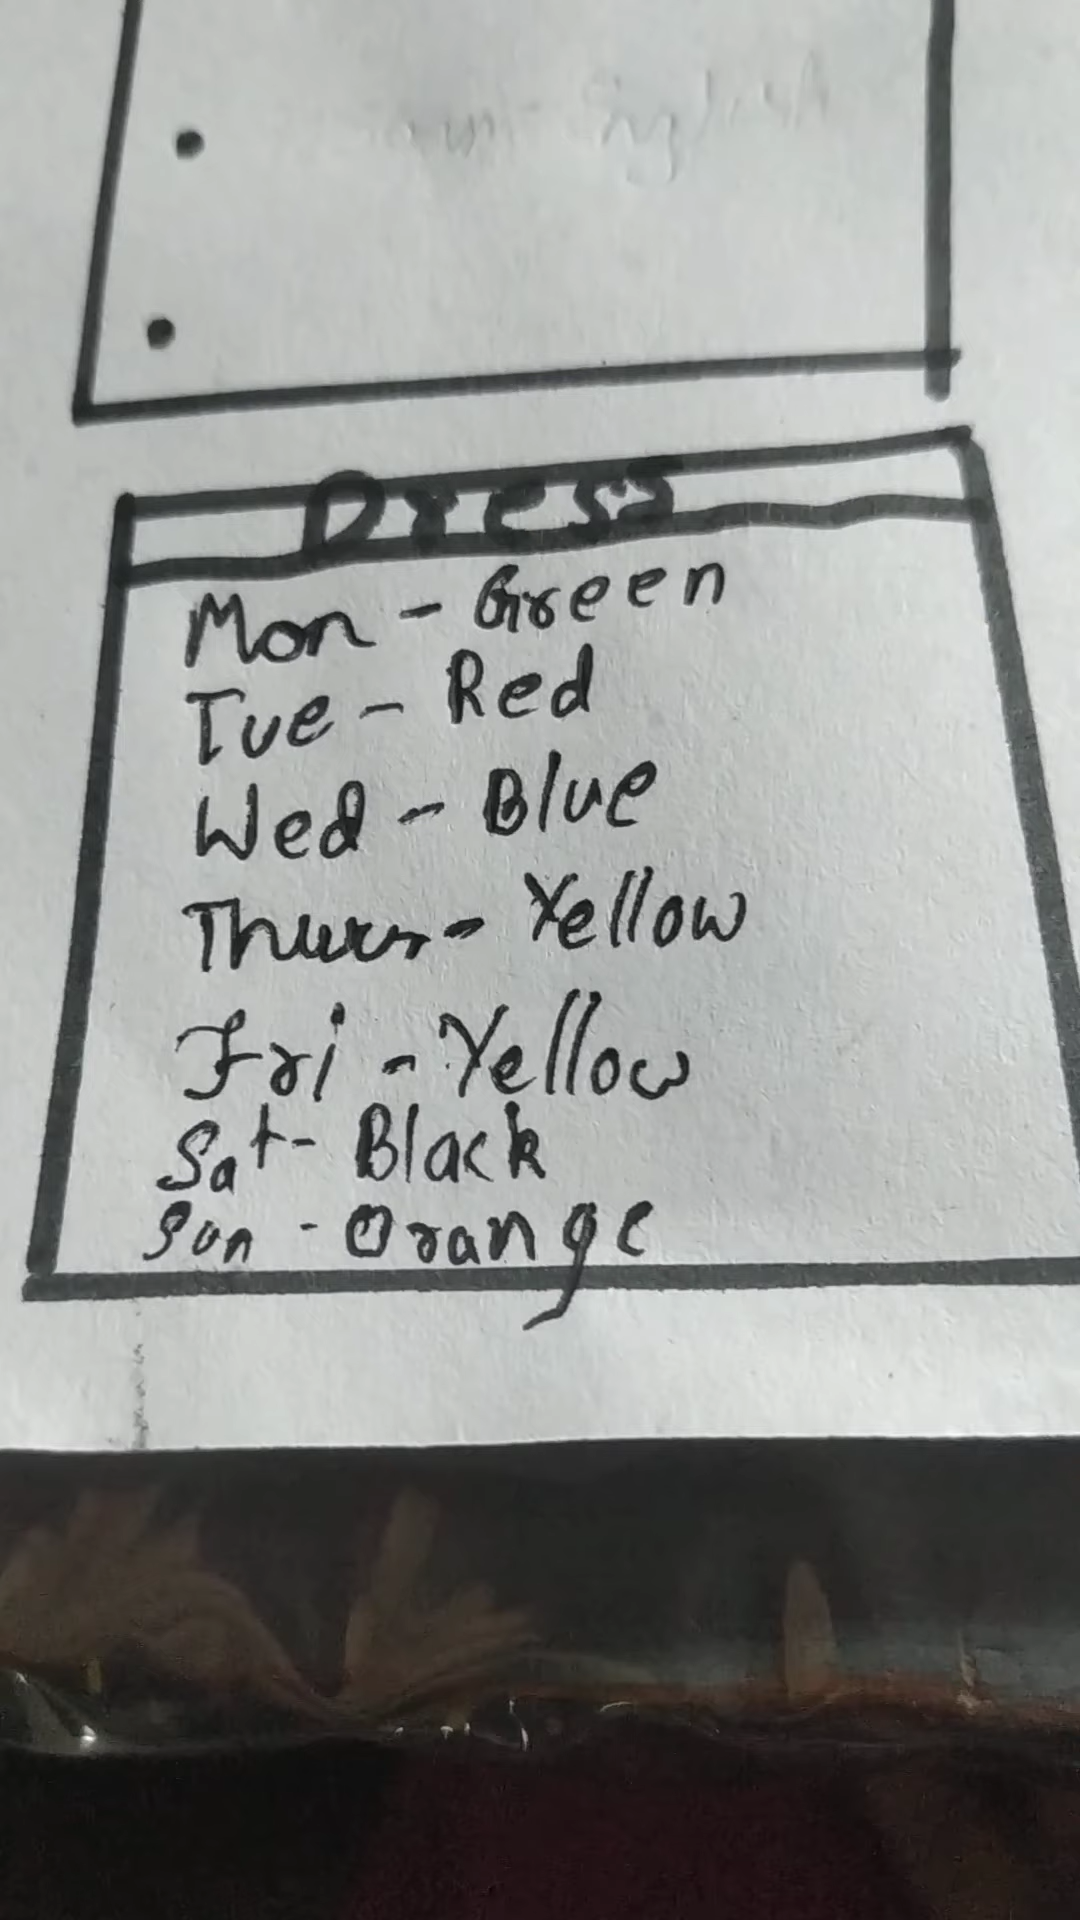 Dress
Mon - Green
Tue - Red
Wed - Blue
Thurs - Yellow
Fri - Yellow
Sat - Black
Sun - Orange